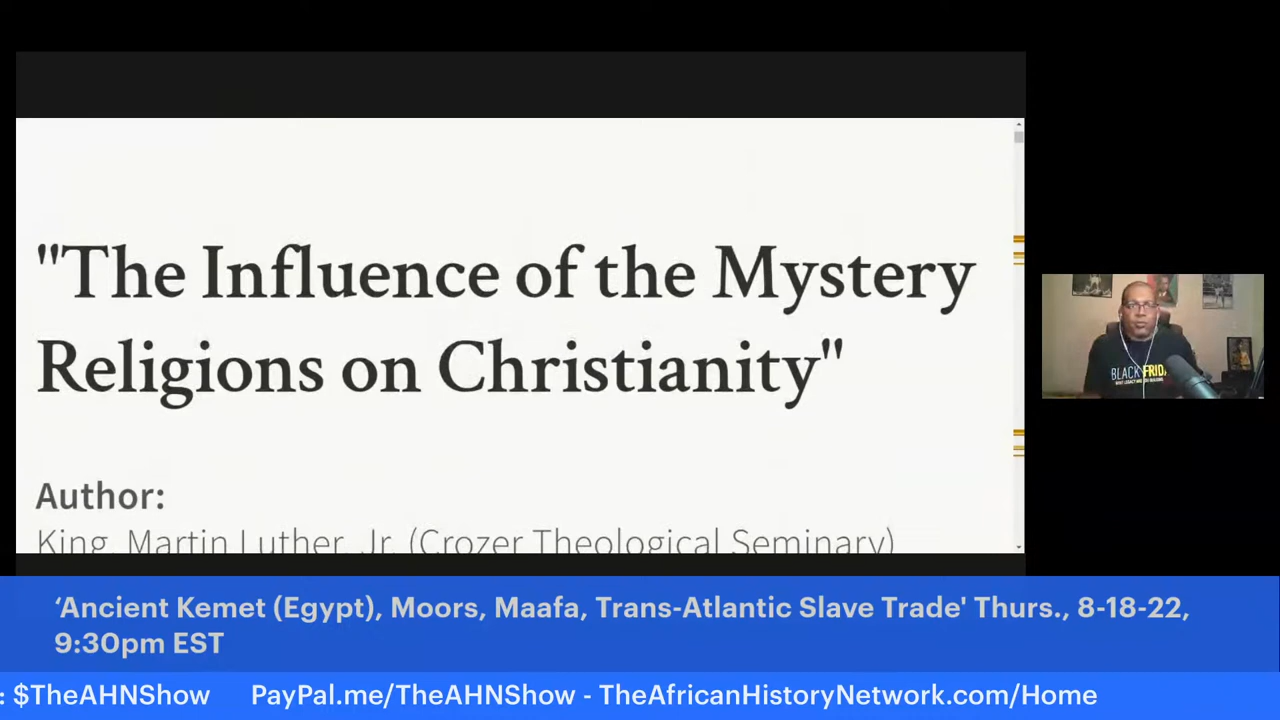 "The Influence of the Mystery
Religions on Christianity"
Author:
King, Martin Luther, Jr. (Crozer Theological Seminary)
BLACK FRIDA
‘Ancient Kemet (Egypt), Moors, Maafa, Trans-Atlantic Slave Trade' Thurs., 8-18-22,
9:30pm EST
: $TheAHNShow PayPal.me/TheAHNShow - TheAfricanHistoryNetwork.com/Home